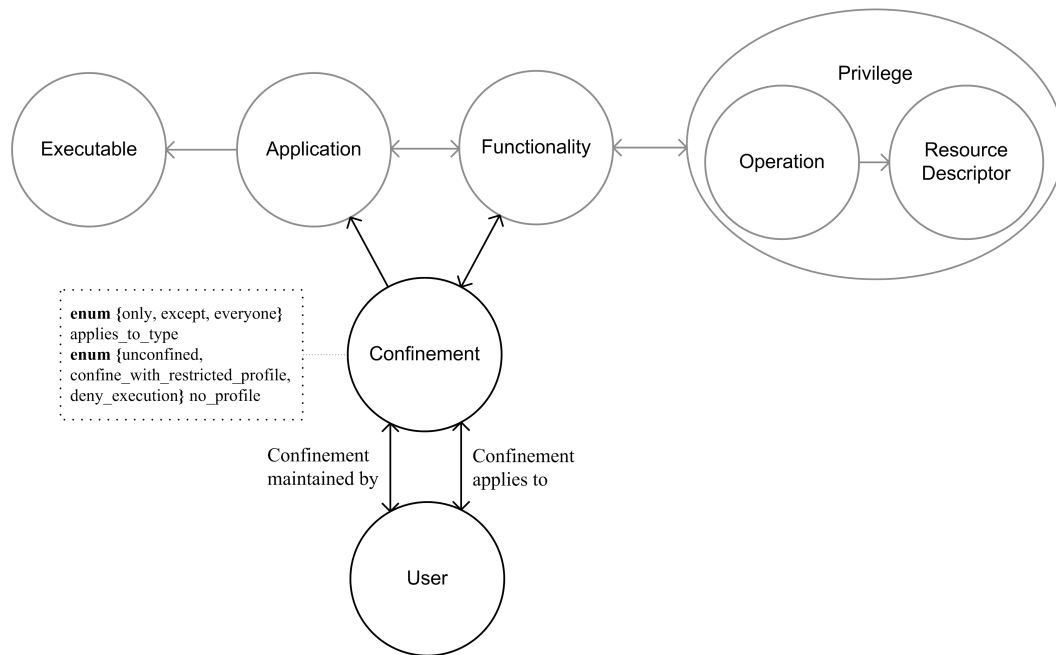 Privilege
Executable
Application
Functionality
Operation
Resource
Descriptor
enum {only, except, everyone}
applies_to_type
enum {unconfined,
confine_with_restricted_profile,
deny_execution} no_profile
Confinement
Confinement
maintained by
Confinement
applies to
User